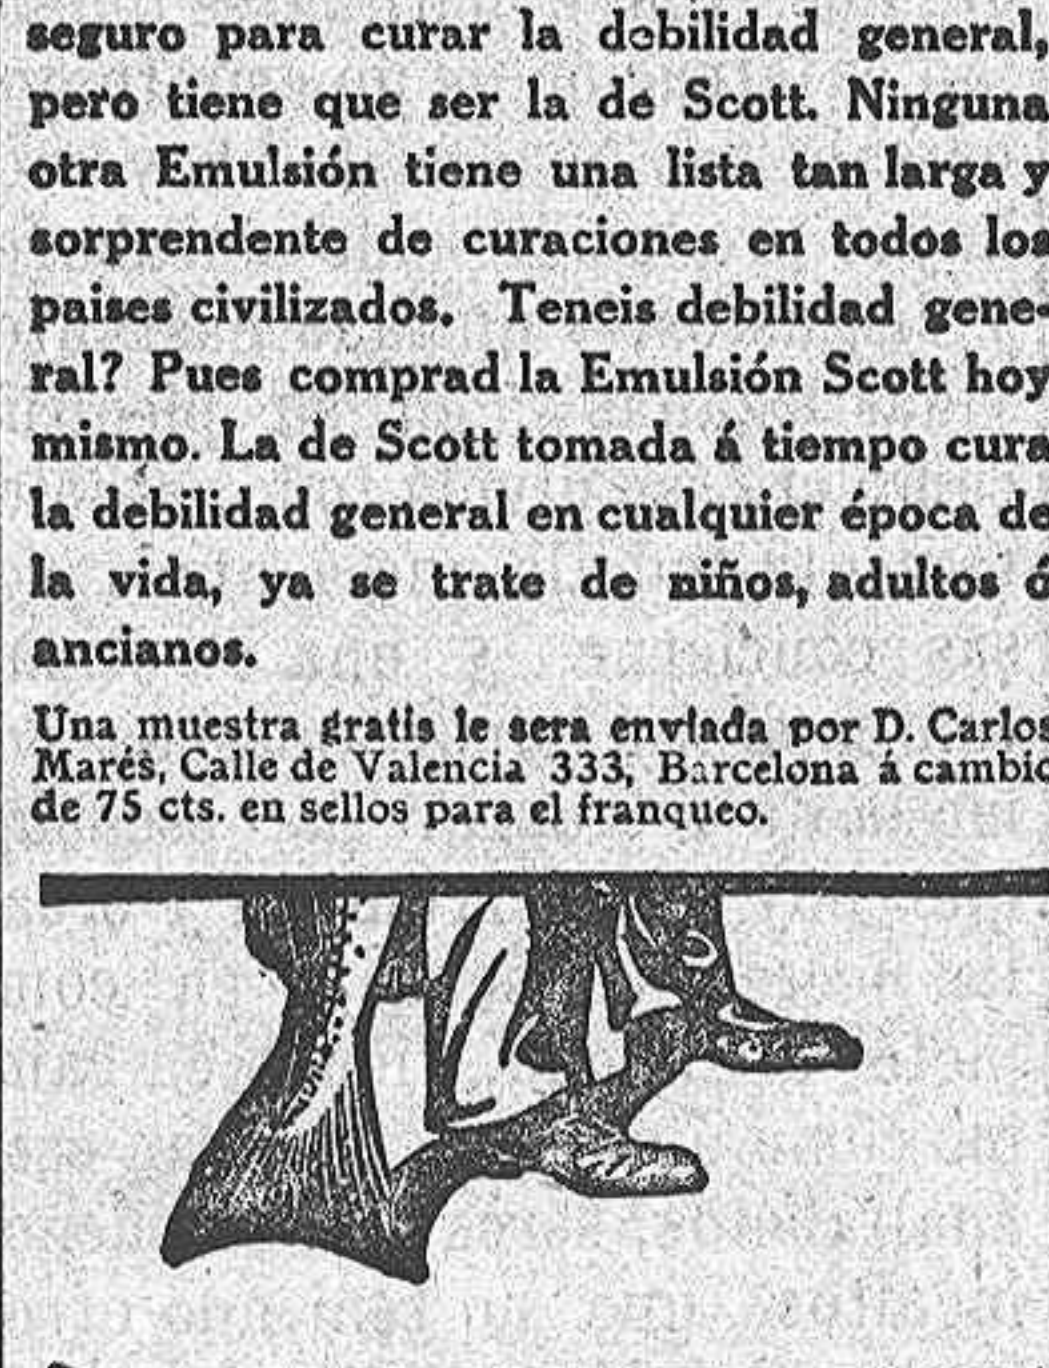 seguro para curar la debilidad general,
pero tiene que ser la de Scott. Ninguna
otra Emulsión tiene una lista tan larga y
sorprendente de curaciones en todos los
paises civilizados. Teneis debilidad gene-
ral? Pues comprad la Emulsión Scott hoy
mismo. La de Scott tomada á tiempo cura
la debilidad general en cualquier época de
la vida, ya se trate de niños, adultos ó
ancianos.
Una muestra gratis le sera enviada por D. Carlos
Marés, Calle de Valencia 333, Barcelona á cambio
de 75 cts. en sellos para el franqueo.